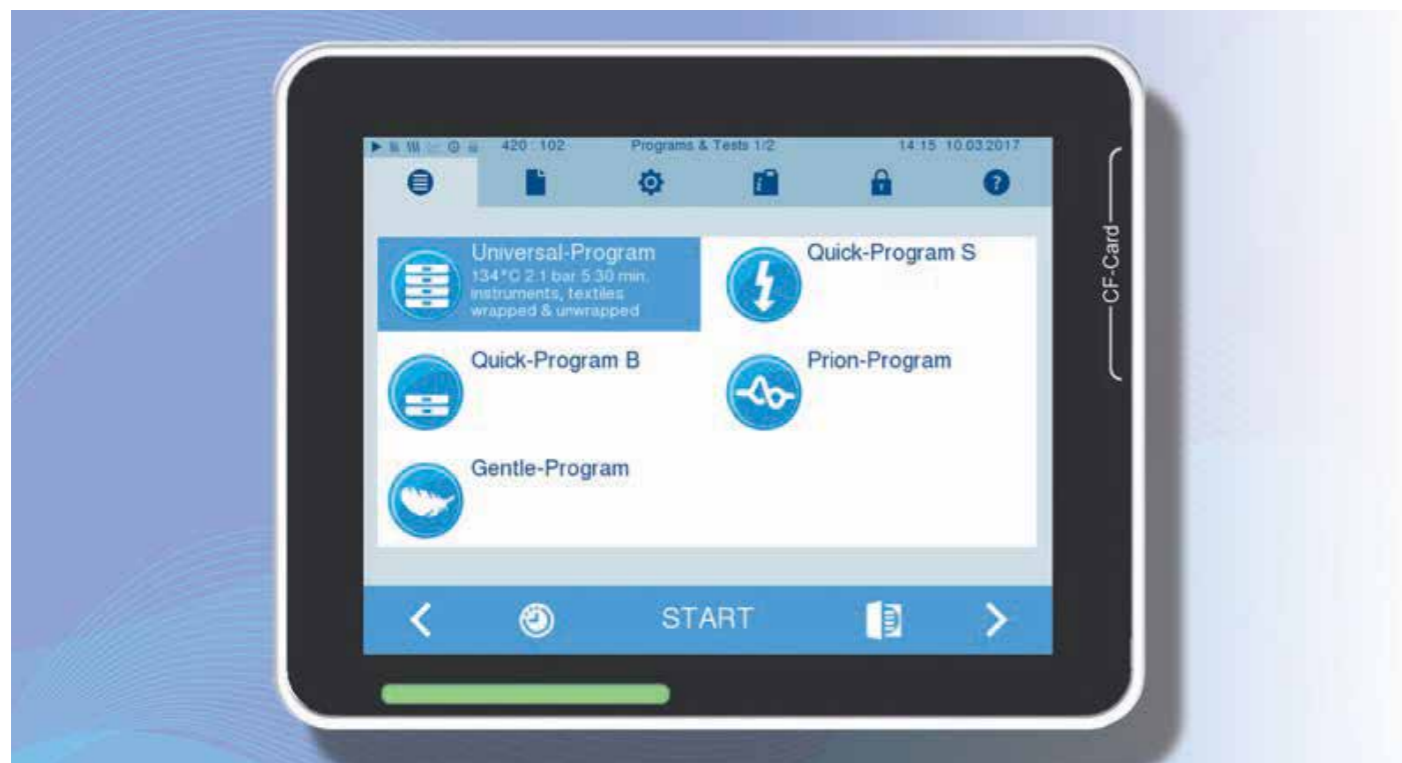 420 : 102
Programs & Tests 1/2
14:15 10.03.2017
Universal-Program
134°C 2.1 bar 5:30 min.
instruments, textiles
wrapped & unwrapped
Quick-Program S
Quick-Program B
Prion-Program
Gentle-Program
START
CF-Card